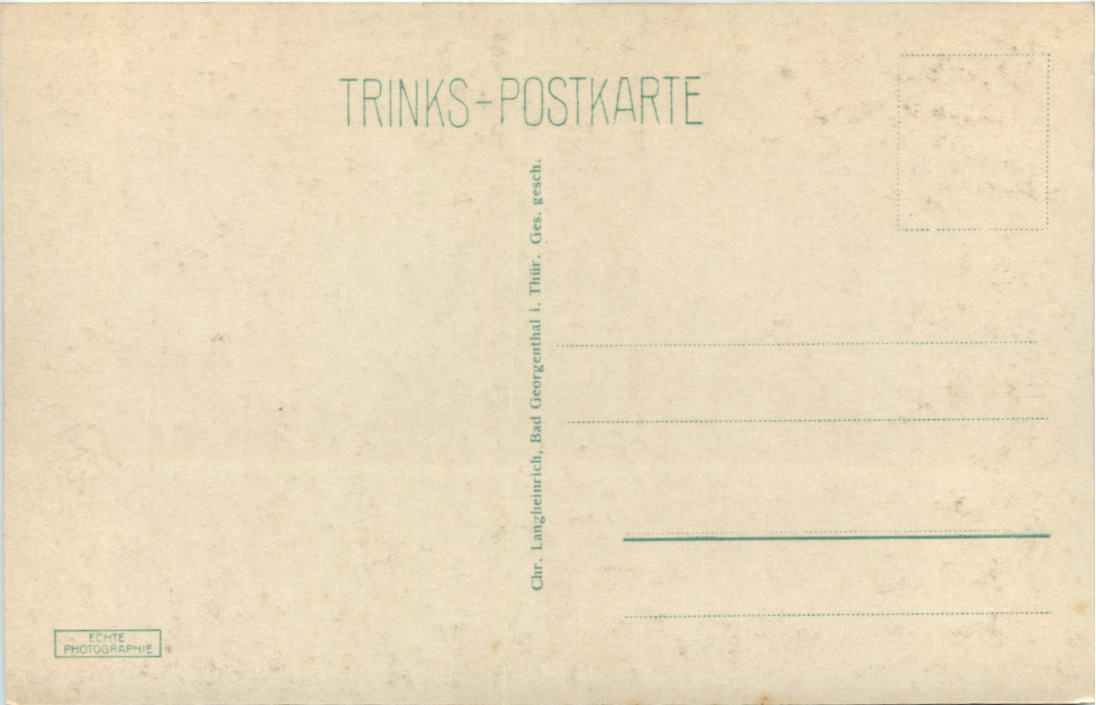 TRINKS-POSTKARTE
Chr. Langheinrich, Bad Georgenthal i. Thür. Ges. gesch.
ECHTE
PHOTOGRAPHIE